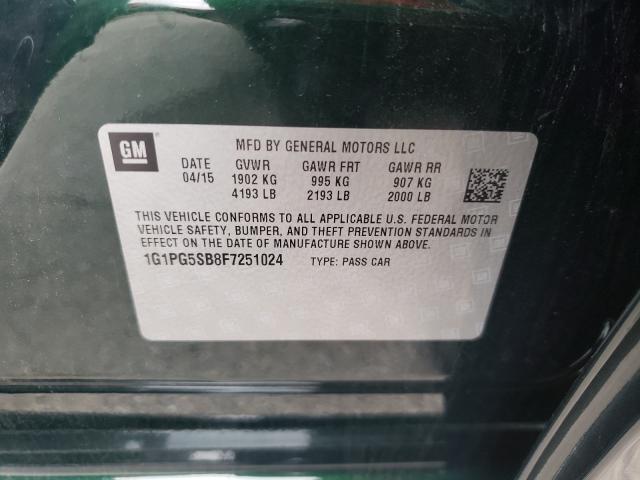 GM
MFD BY GENERAL MOTORS LLC
DATE GVWR GAWR FRT GAWR RR
04/15 1902 KG 995 KG 907 KG
4193 LB 2193 LB 2000 LB
THIS VEHICLE CONFORMS TO ALL APPLICABLE U.S. FEDERAL MOTOR
VEHICLE SAFETY, BUMPER, AND THEFT PREVENTION STANDARDS IN
EFFECT ON THE DATE OF MANUFACTURE SHOWN ABOVE.
1G1PG5SB8F7251024 TYPE: PASS CAR